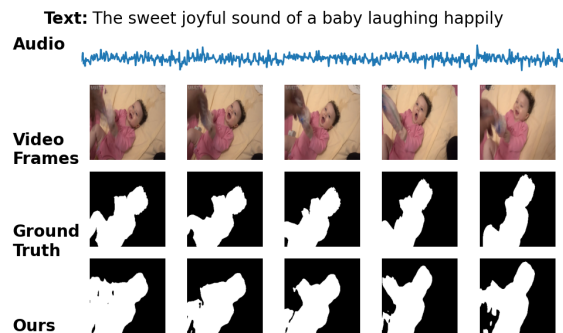 Text: The sweet joyful sound of a baby laughing happily
Audio
Video
Frames
Ground
Truth
Ours